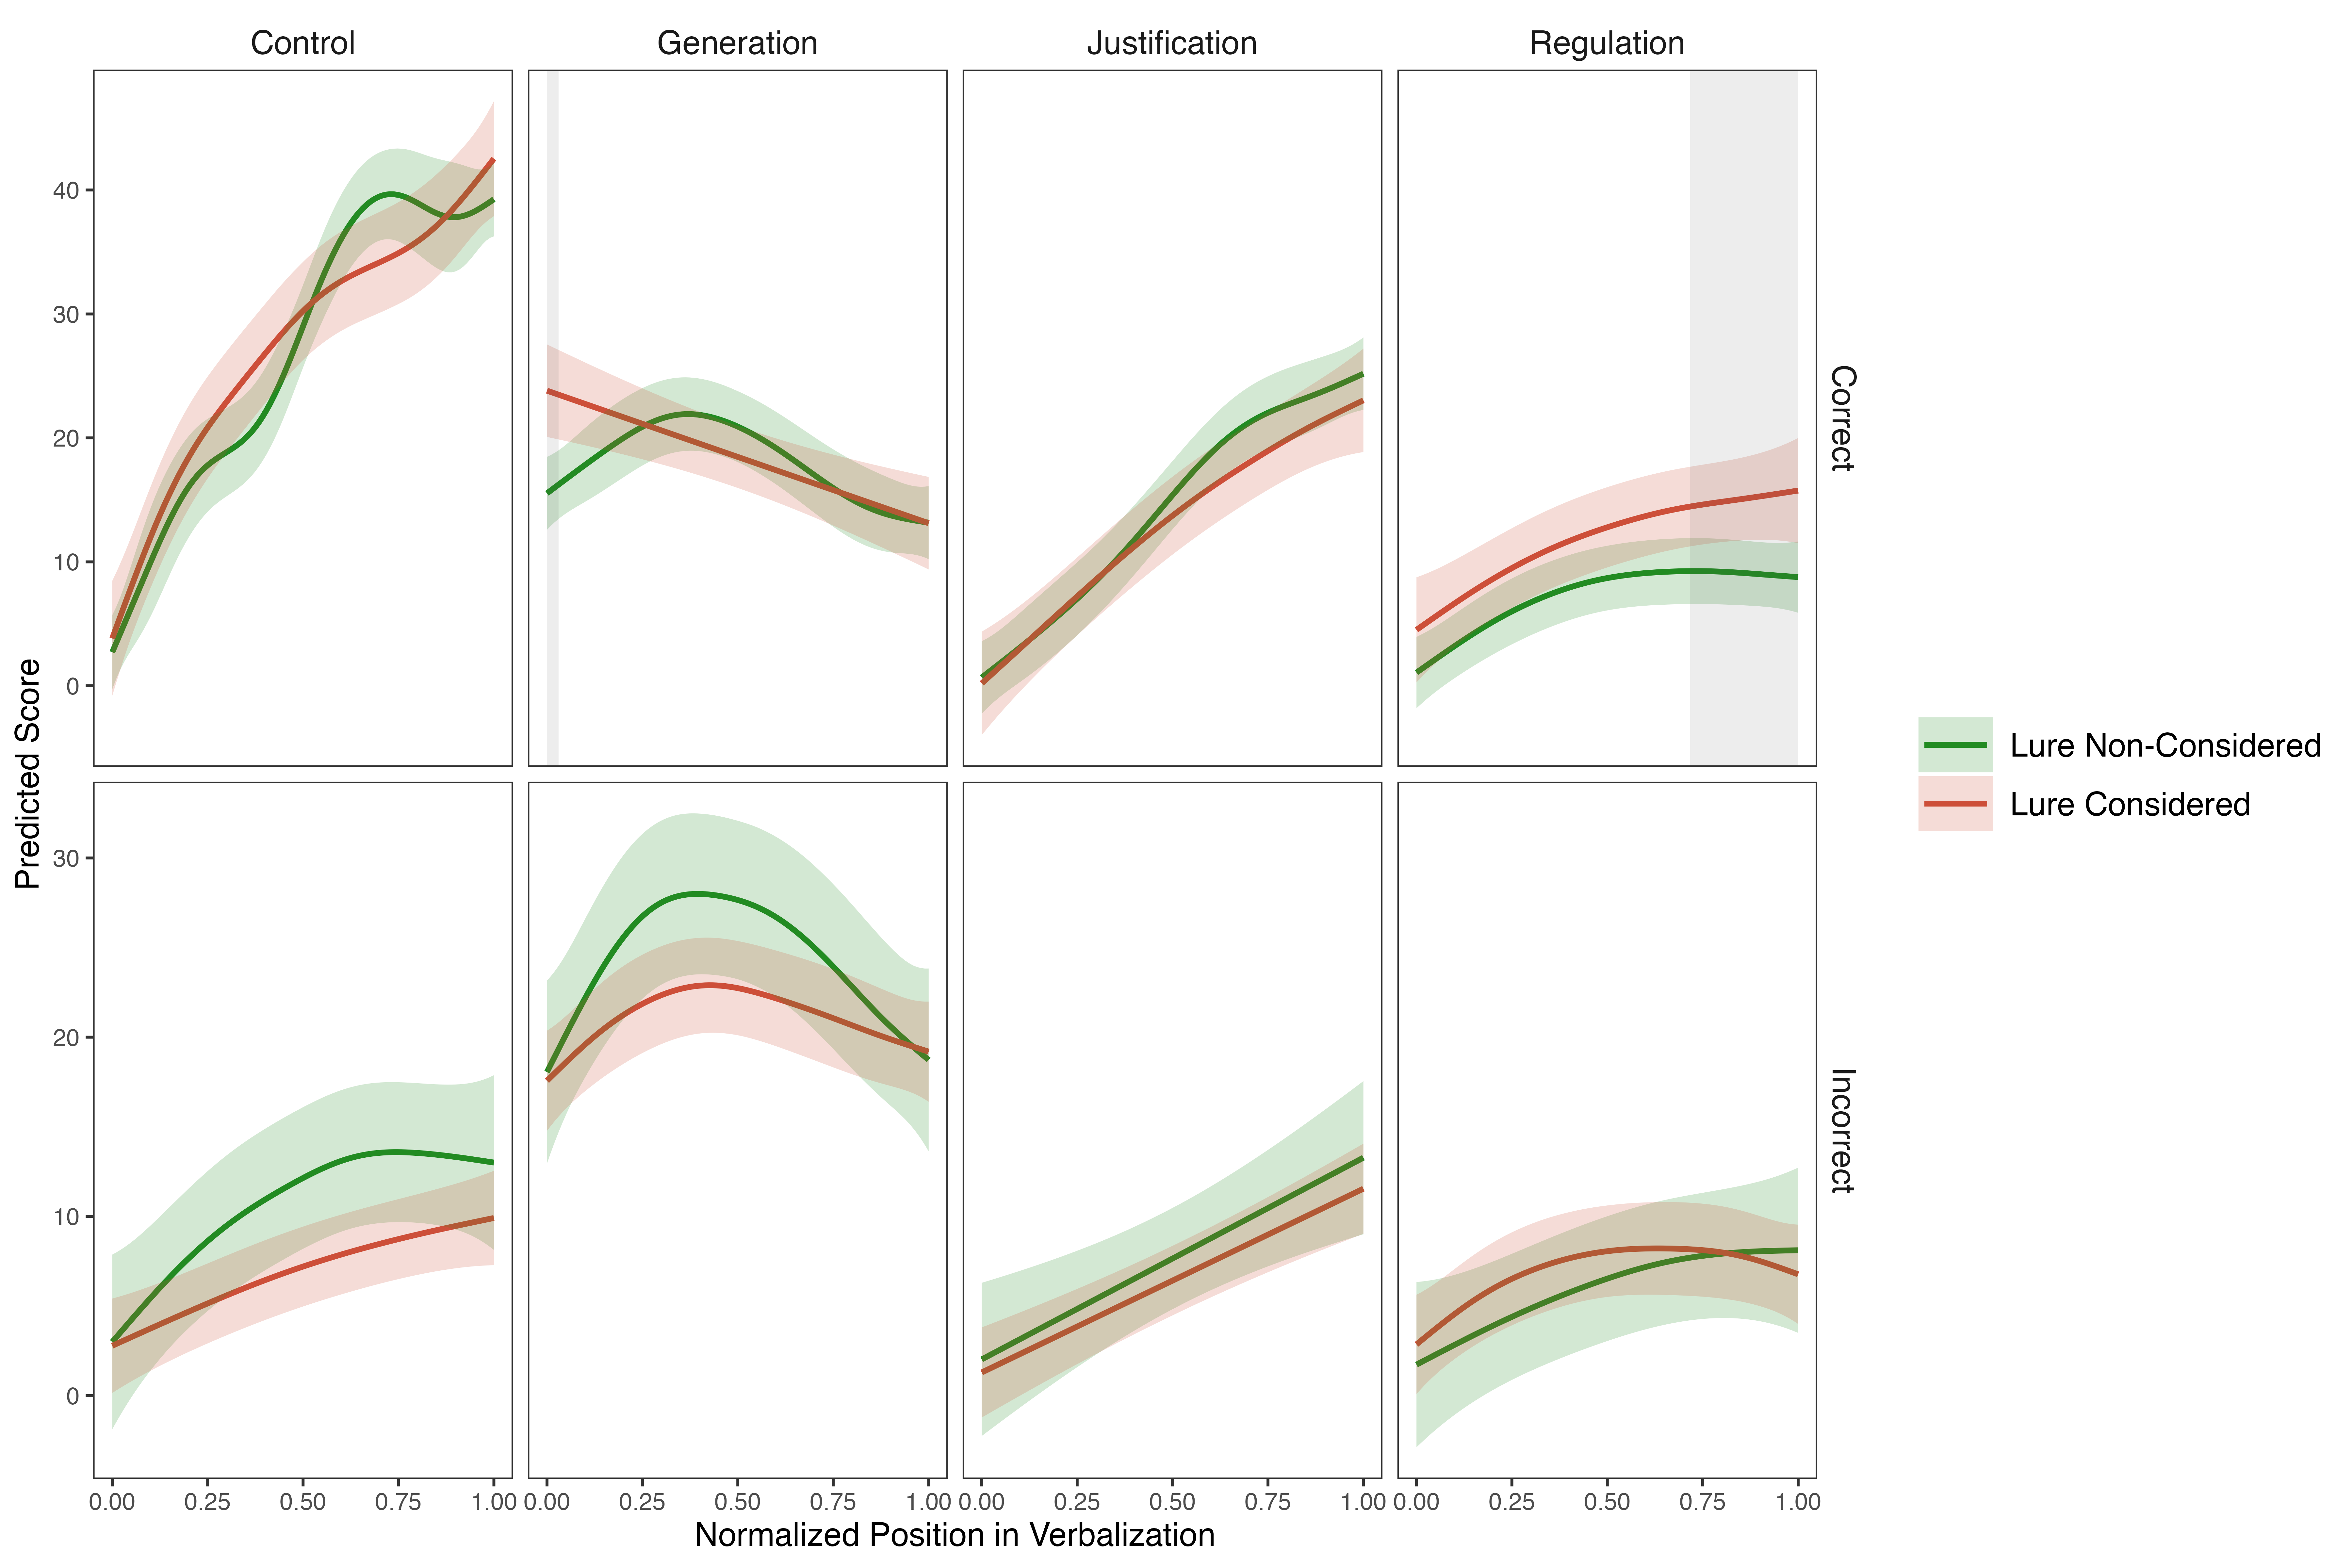 Control Generation Justification Regulation
40
30
20
10
0
Correct
Predicted Score
30
20
10
0
Incorrect
0.00 0.25 0.50 0.75 1.00 0.00 0.25 0.50 0.75 1.00 0.00 0.25 0.50 0.75 1.00 0.00 0.25 0.50 0.75 1.00
Normalized Position in Verbalization
Lure Non-Considered
Lure Considered